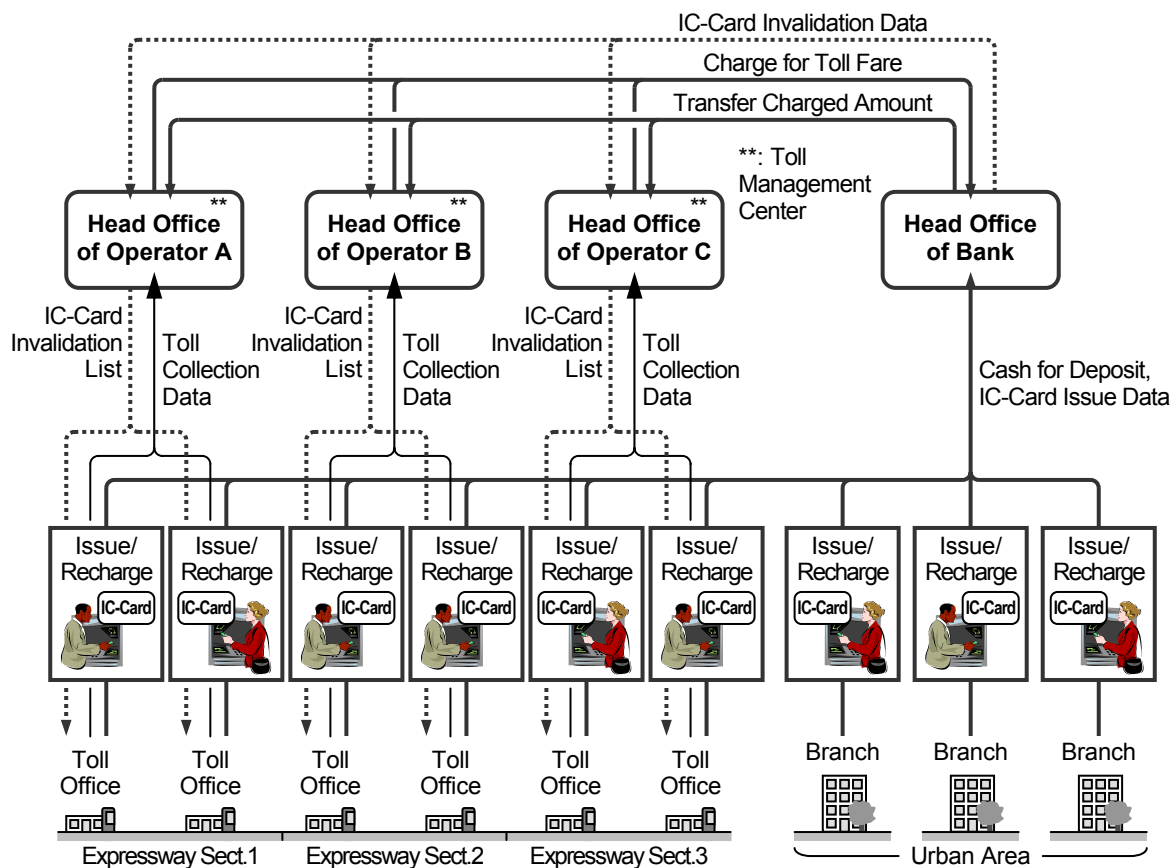 IC-Card Invalidation Data
Charge for Toll Fare
Transfer Charged Amount
**: Toll
Management
Center
**
Head Office
of Operator A
**
Head Office
of Operator B
**
Head Office
of Operator C
Head Office
of Bank
IC-Card
Invalidation
List
Toll
Collection
Data
IC-Card
Invalidation
List
Toll
Collection
Data
IC-Card
Invalidation
List
Toll
Collection
Data
Cash for Deposit,
IC-Card Issue Data
Issue/
Recharge
IC-Card
Issue/
Recharge
IC-Card
Issue/
Recharge
IC-Card
Issue/
Recharge
IC-Card
Issue/
Recharge
IC-Card
Issue/
Recharge
IC-Card
Issue/
Recharge
IC-Card
Issue/
Recharge
IC-Card
Issue/
Recharge
IC-Card
Toll
Office
Toll
Office
Toll
Office
Toll
Office
Toll
Office
Toll
Office
Branch
Branch
Branch
Expressway Sect.1
Expressway Sect.2
Expressway Sect.3
Urban Area